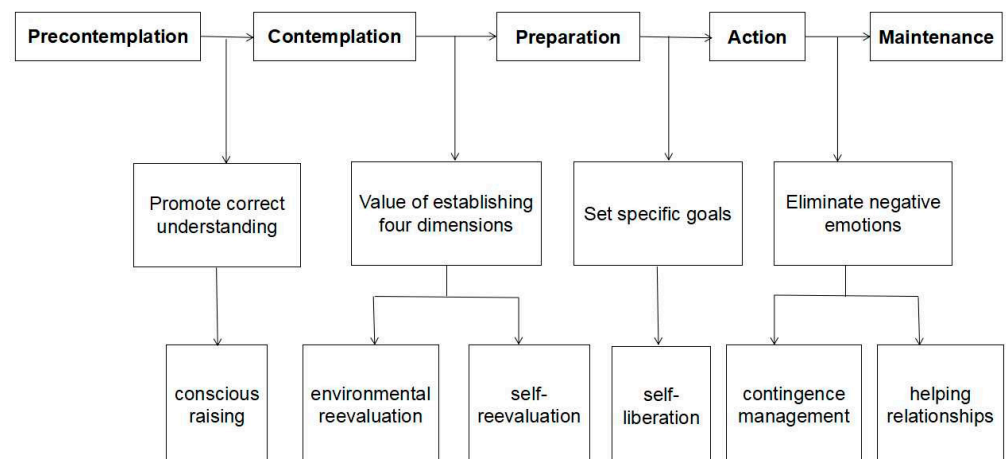 Precontemplation
Contemplation
Preparation
Action
Maintenance
Promote correct
understanding
Value of establishing
four dimensions
Set specific goals
Eliminate negative
emotions
conscious
raising
environmental
reevaluation
self-
reevaluation
self-
liberation
contingence
management
helping
relationships